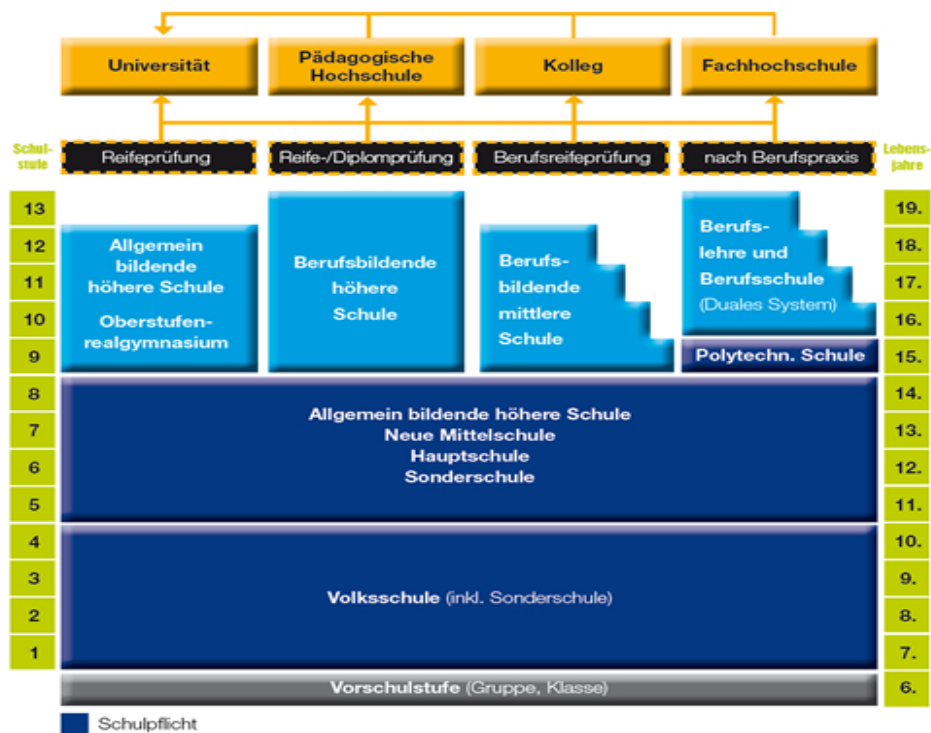 Universität
Pädagogische
Hochschule
Kolleg
Fachhochschule
Schul-
stufe
Reifeprüfung
Reife-/Diplomprüfung
Berufsreifeprüfung
nach Berufspraxis
Lebens-
jahre
13
12
11
10
9
8
7
6
5
4
3
2
1
Allgemein
bildende
höhere Schule
Oberstufen-
realgymnasium
Berufsbildende
höhere
Schule
Berufs-
bildende
mittlere
Schule
Berufs-
lehre und
Berufsschule
(Duales System)
Polytechn. Schule
Allgemein bildende höhere Schule
Neue Mittelschule
Hauptschule
Sonderschule
Volksschule (inkl. Sonderschule)
Vorschulstufe (Gruppe, Klasse)
19.
18.
17.
16.
15.
14.
13.
12.
11.
10.
9.
8.
7.
6.
Schulpflicht